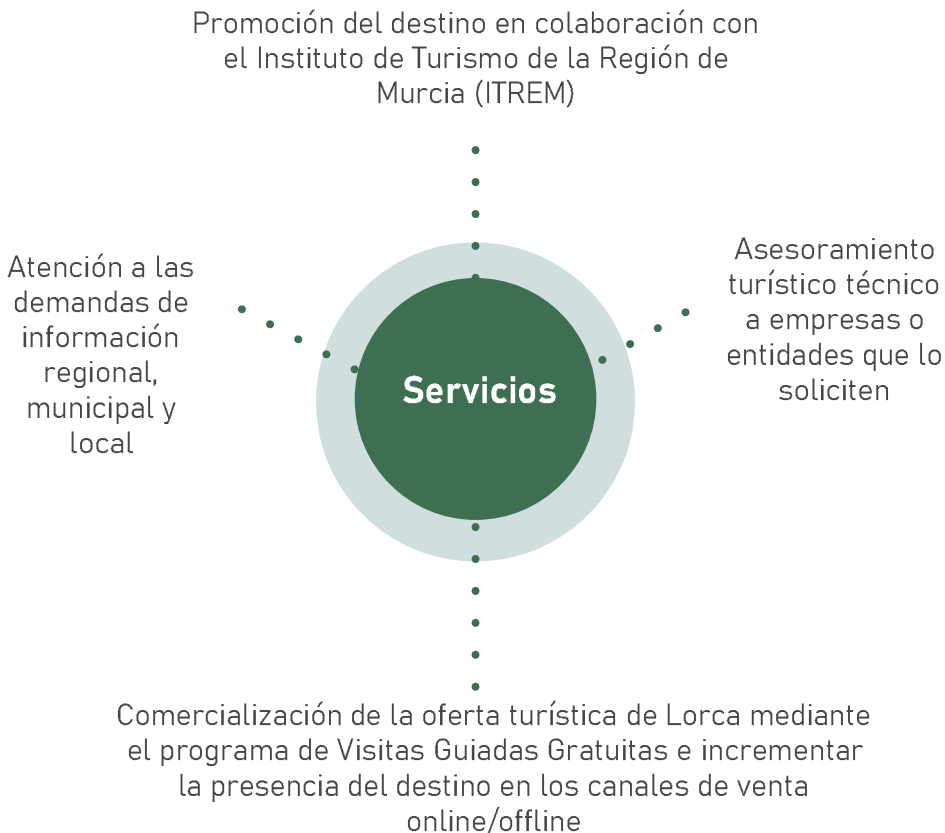 Promoción del destino en colaboración con
el Instituto de Turismo de la Región de
Murcia (ITREM)
Atención a las
demandas de
información
regional,
municipal y
local
Servicios
Asesoramiento
turístico técnico
a empresas o
entidades que lo
soliciten
Comercialización de la oferta turística de Lorca mediante
el programa de Visitas Guiadas Gratuitas e incrementar
la presencia del destino en los canales de venta
online/offline